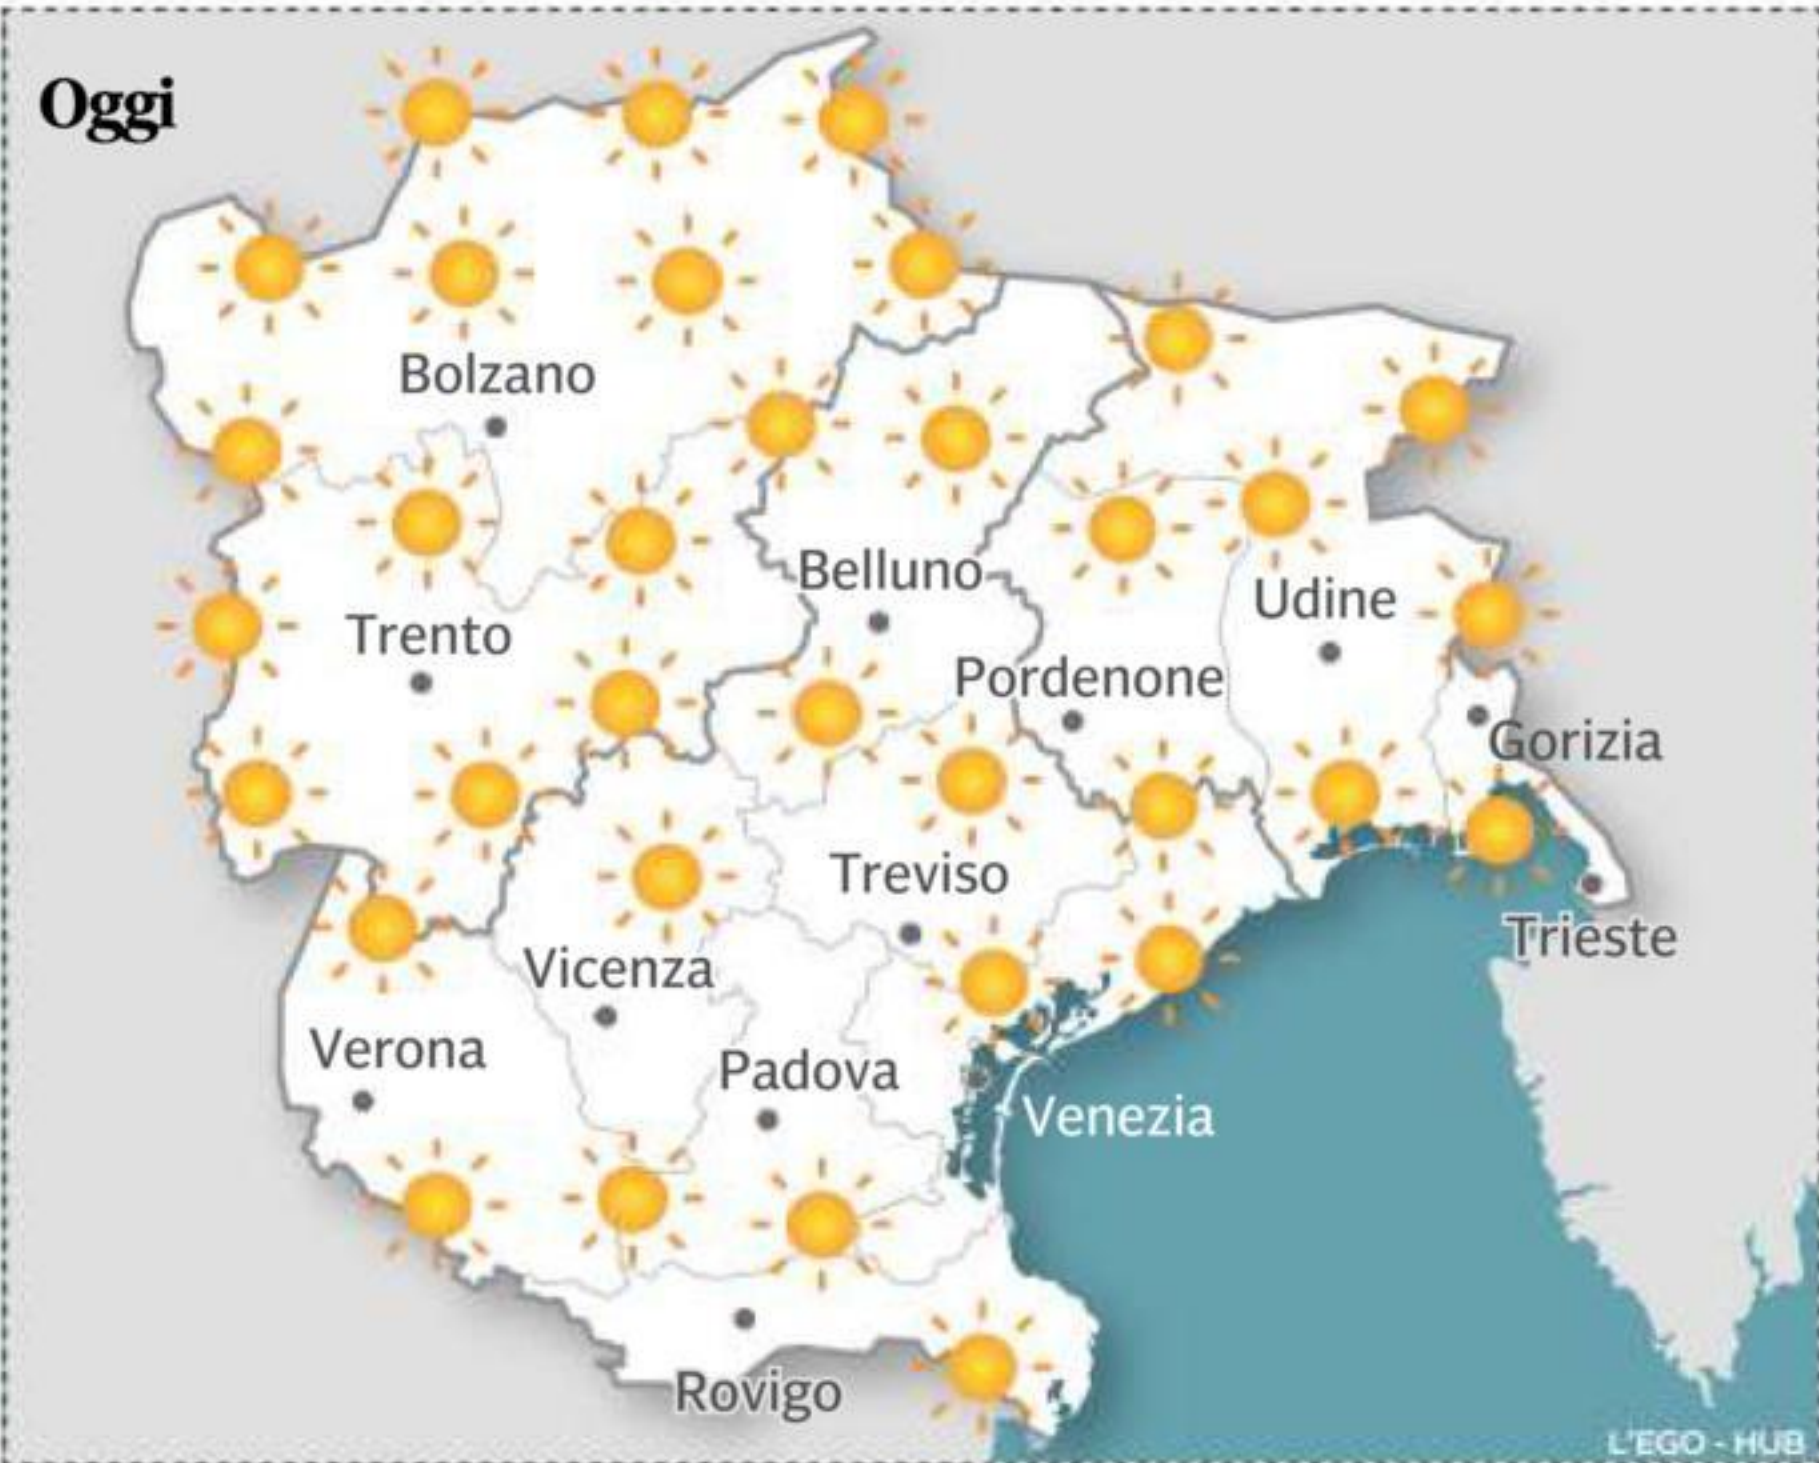 Oggi
Bolzano
Belluno
Udine
Trento
Pordenone
Gorizia
Treviso
Trieste
Vicenza
Verona
Padova
Venezia
Rovigo
L'EGO - HUB